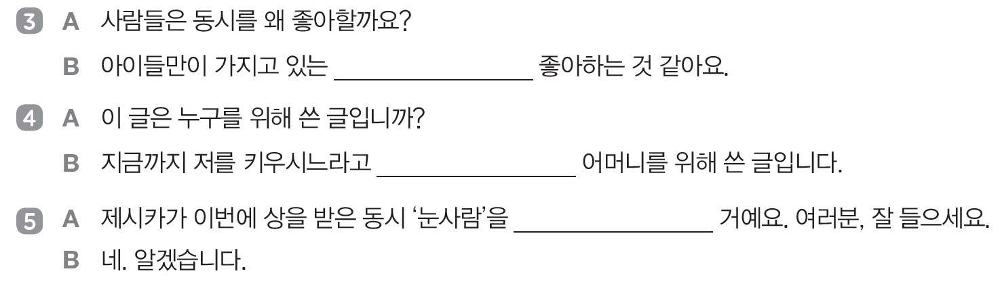 3 A 사람들은 동시를 왜 좋아할까요?
B 아이들만이 가지고 있는 ____________ 좋아하는 것 같아요.
4 A 이 글은 누구를 위해 쓴 글입니까?
B 지금까지 저를 키우시느라고 ____________ 어머니를 위해 쓴 글입니다.
5 A 제시카가 이번에 상을 받은 동시 ‘눈사람’을 ____________ 거예요. 여러분, 잘 들으세요.
B 네. 알겠습니다.